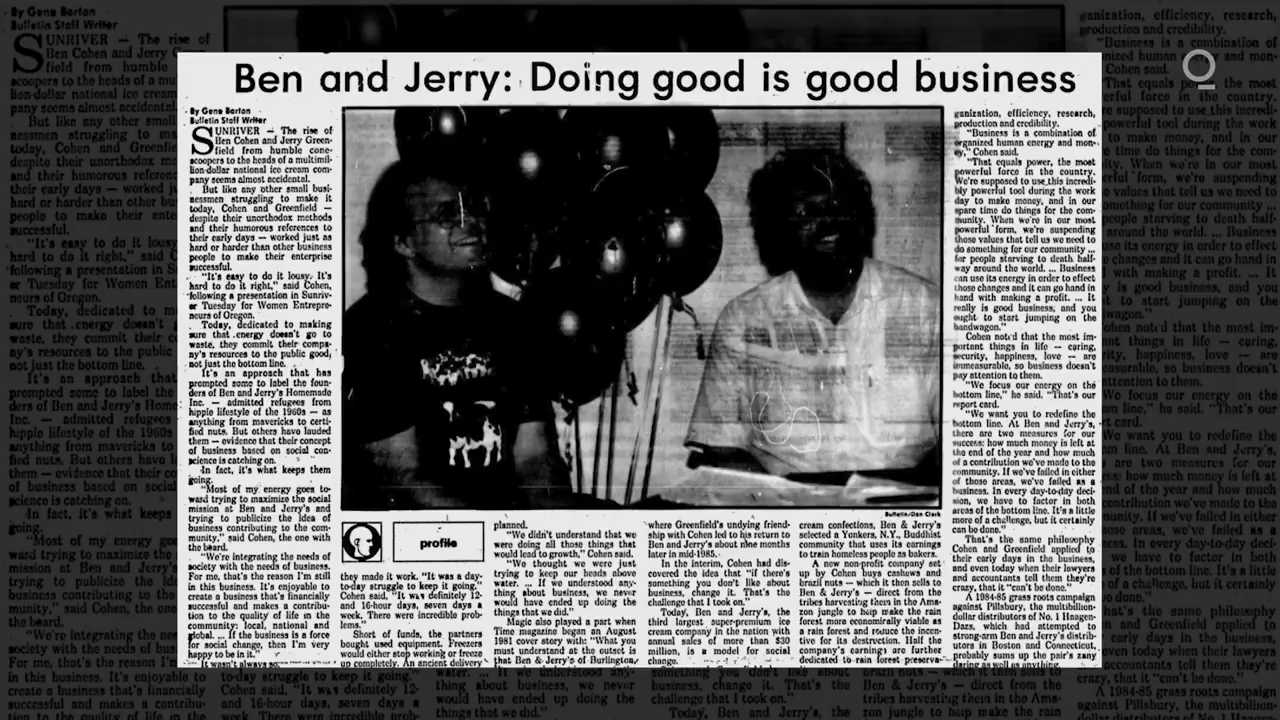 Ben and Jerry: Doing good is good business
By Gene Barton
Bulletin Staff Writer
SUNRIVER — The rise of
Ben Cohen and Jerry Green-
field from humble cone-
scoopers to the heads of a multimil-
lion-dollar national ice cream com-
pany seems almost accidental.
But like any other small busi-
nessmen struggling to make it
today, Cohen and Greenfield —
despite their unorthodox methods
and their humorous references to
their early days — worked just as
hard or harder than other business
people to make their enterprise
successful.
"It's easy to do it lousy. It's
hard to do it right," said Cohen,
following a presentation in Sunriv-
er Tuesday for Women Entrepre-
neurs of Oregon.
Today, dedicated to making
sure that energy doesn't go to
waste, they commit their compa-
ny's resources to the public good,
not just the bottom line.
It's an approach that has
prompted some to label the foun-
ders of Ben and Jerry's Homemade
Inc. — admitted refugees from
hippie lifestyle of the 1960s — as
anything from mavericks to certi-
fied nuts. But others have lauded
them — evidence that their concept
of business based on social con-
science is catching on.
In fact, it's what keeps them
going.
"Most of my energy goes to-
ward trying to maximize the social
mission at Ben and Jerry's and
trying to publicize the idea of
business contributing to the com-
munity," said Cohen, the one with
the beard.
"We're integrating the needs of
society with the needs of business.
For me, that's the reason I'm still
in this business. It's enjoyable to
create a business that's financially
successful and makes a contribu-
tion to the quality of life in the
community: local, national and
global. ... If the business is a force
for social change, then I'm very
happy to be in it."
It wasn't always so.
Bulletin/Dan Clark
profile
they made it work. "It was a day-
to-day struggle to keep it going,"
Cohen said. "It was definitely 12-
and 16-hour days, seven days a
week. There were incredible prob-
lems."
Short of funds, the partners
bought used equipment. Freezers
would either stop working or freeze
up completely. An ancient delivery
planned.
"We didn't understand that we
were doing all those things that
would lead to growth," Cohen said.
"We thought we were just
trying to keep our heads above
water. ... If we understood any-
thing about business, we never
would have ended up doing the
things that we did."
Magic also played a part when
Time magazine began an August
1981 cover story with: "What you
must understand at the outset is
that Ben & Jerry's of Burlington,
where Greenfield's undying friend-
ship with Cohen led to his return to
Ben and Jerry's about nine months
later in mid-1985.
In the interim, Cohen had dis-
covered the idea that "if there's
something you don't like about
business, change it. That's the
challenge that I took on."
Today, Ben and Jerry's, the
third largest super-premium ice
cream company in the nation with
annual sales of more than $30
million, is a model for social
change.
cream confections, Ben & Jerry's
selected a Yonkers, N.Y., Buddhist
community that uses its earnings
to train homeless people as bakers.
A new non-profit company set
up by Cohen buys cashews and
brazil nuts — which it then sells to
Ben & Jerry's — direct from the
tribes harvesting them in the Ama-
zon jungle to help make the rain
forest more economically viable as
a rain forest and reduce the incen-
tive for its destruction. Half the
company's earnings are further
dedicated to rain forest preserva-
ganization, efficiency, research,
production and credibility.
"Business is a combination of
organized human energy and mon-
ey," Cohen said.
"That equals power, the most
powerful force in the country.
We're supposed to use this incredi-
bly powerful tool during the work
day to make money, and in our
spare time do things for the com-
munity. When we're in our most
powerful form, we're suspending
those values that tell us we need to
do something for our community ...
for people starving to death half-
way around the world. ... Business
can use its energy in order to effect
those changes and it can go hand in
hand with making a profit. ... It
really is good business, and you
ought to start jumping on the
bandwagon."
Cohen noted that the most im-
portant things in life — caring,
security, happiness, love — are
immeasurable, so business doesn't
pay attention to them.
"We focus our energy on the
bottom line," he said. "That's our
report card.
"We want you to redefine the
bottom line. At Ben and Jerry's,
there are two measures for our
success: how much money is left at
the end of the year and how much
of a contribution we've made to the
community. If we've failed in either
of those areas, we've failed as a
business. In every day-to-day deci-
sion, we have to factor in both
areas of the bottom line. It's a little
more of a challenge, but it certainly
can be done."
That's the same philosophy
Cohen and Greenfield applied to
their early days in the business,
and even today when their lawyers
and accountants tell them they're
crazy, that it "can't be done."
A 1984-85 grass roots campaign
against Pillsbury, the multibillion-
dollar distributors of No. 1 Haagen-
Dazs, which had attempted to
strong-arm Ben and Jerry's distrib-
utors in Boston and Connecticut,
probably sums up the pair's zany
daring as well as anything.